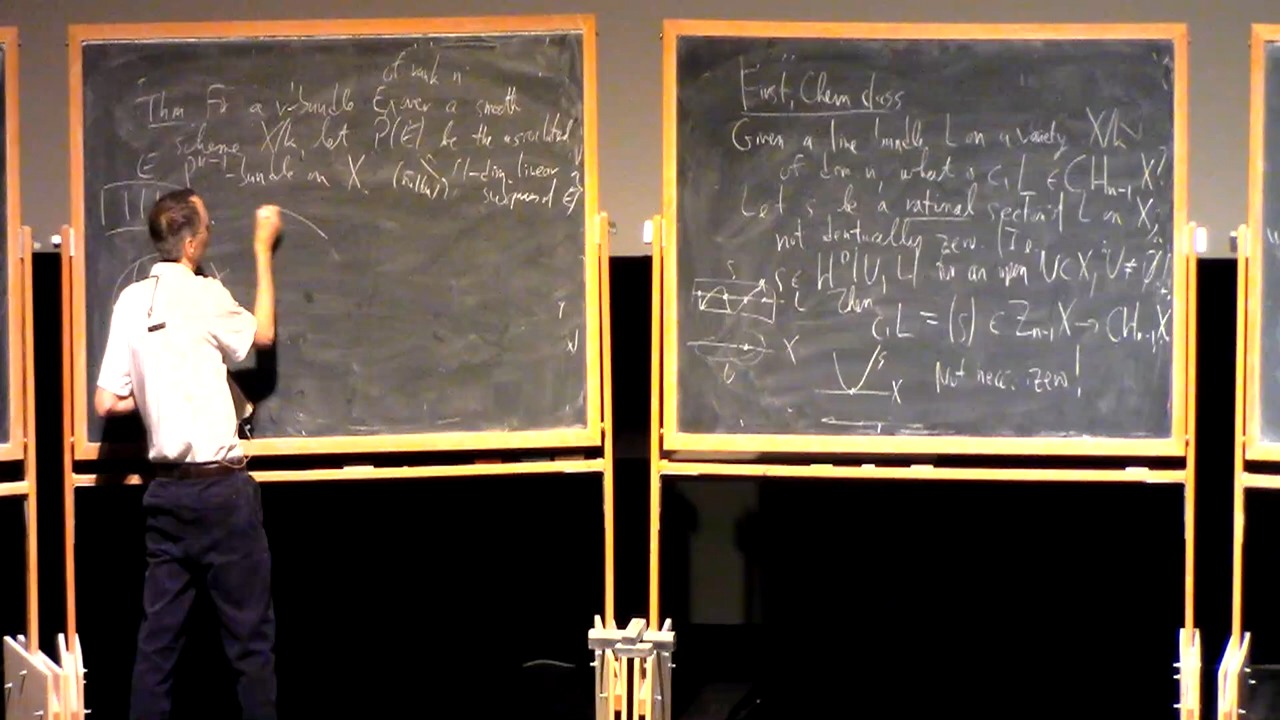 of rank n
Thm For a v. bundle E over a smooth
scheme X/k, let P(E) be the associated
E P^{n-1}-bundle on X. (1-dim. linear
subspaces of E)
X
First Chern class
Given a line bundle L on a variety X/k
of dim n, what is c₁L ∈ CH_{n-1}X?
Let s be a rational section of L on X,
not identically zero. (I.e.
s ∈ H⁰(U, L) for an open U⊂X, U ≠ ∅).
s
L Then
c₁L = (s) ∈ Z_{n-1}X → CH_{n-1}X
X
U
s
X
Not nec. zero!